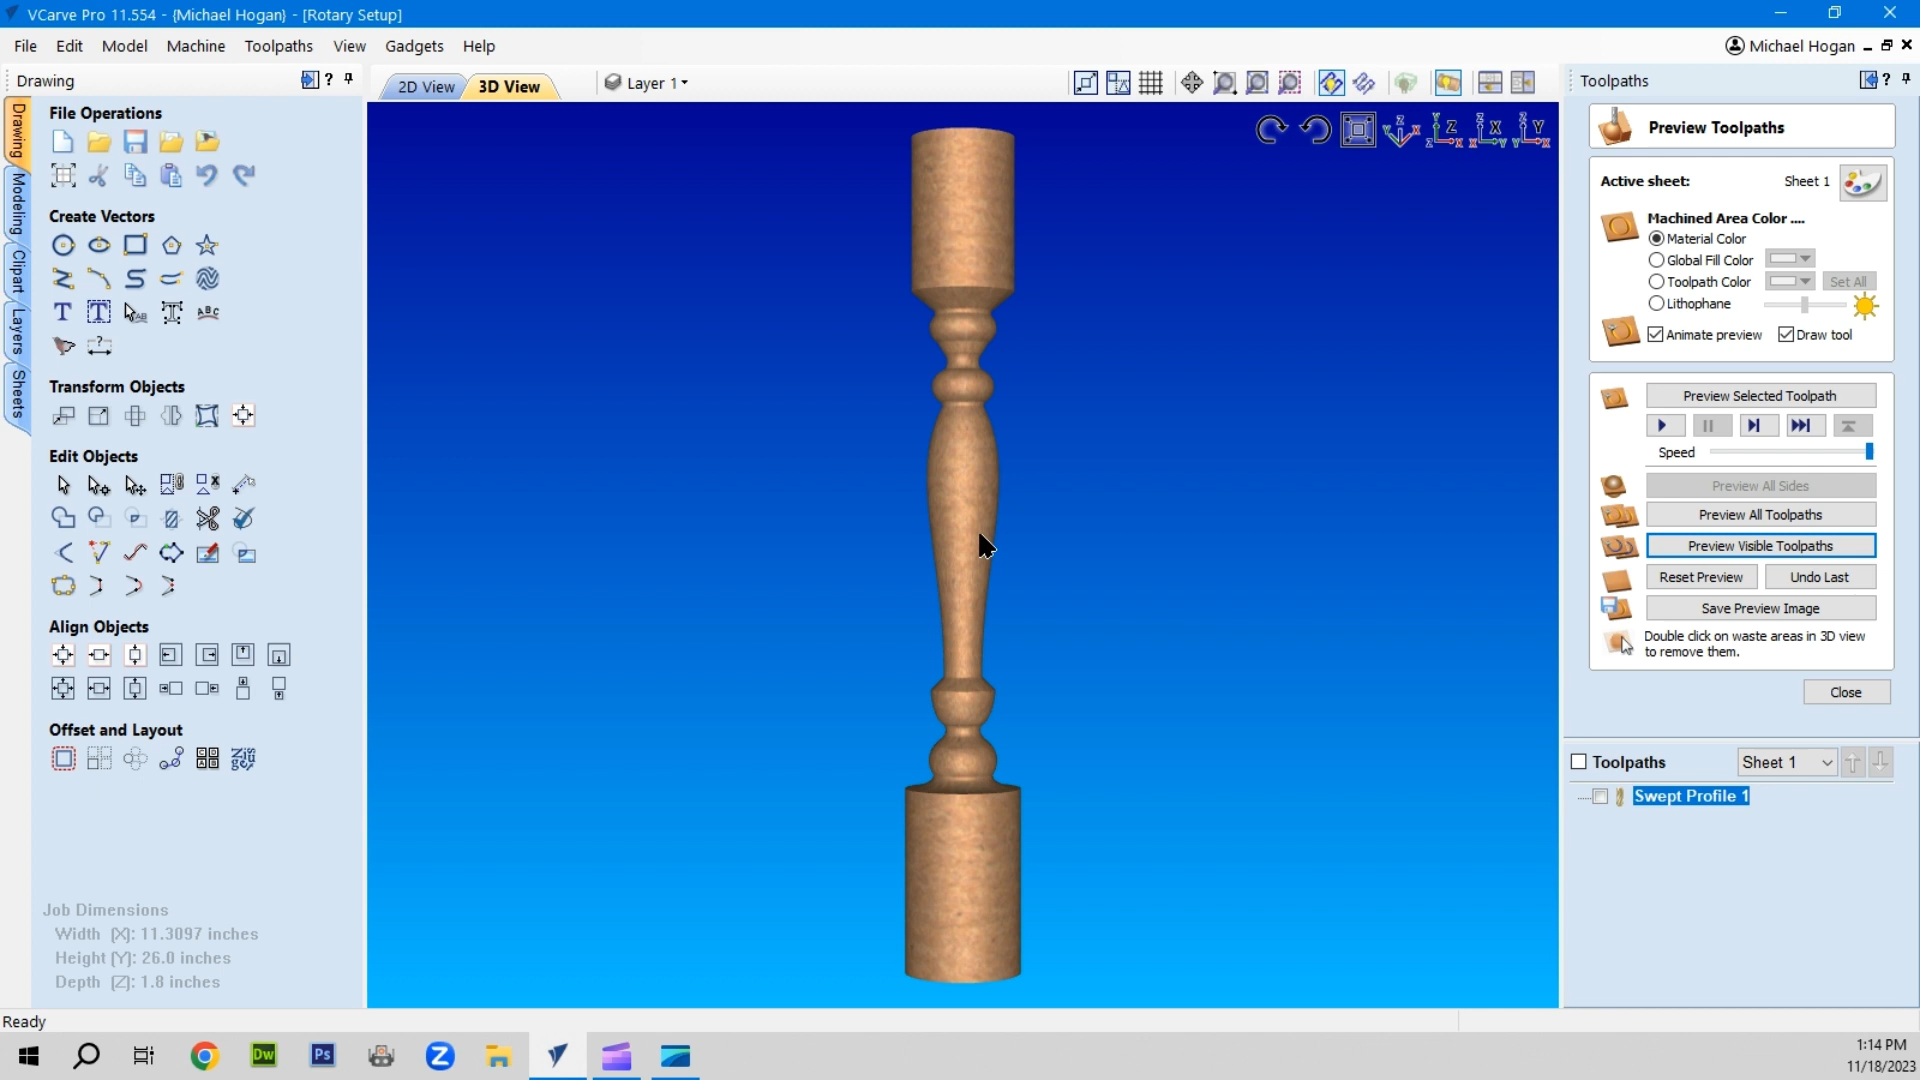 VCarve Pro 11.554 - {Michael Hogan} - [Rotary Setup]
File Edit Model Machine Toolpaths View Gadgets Help
Michael Hogan
Drawing
2D View 3D View Layer 1
Toolpaths
Drawing
Modeling
Clipart
Layers
Sheets
File Operations
Create Vectors
Transform Objects
Edit Objects
Align Objects
Offset and Layout
Job Dimensions
Width (X): 11.3097 inches
Height (Y): 26.0 inches
Depth (Z): 1.8 inches
Preview Toolpaths
Active sheet: Sheet 1
Machined Area Color ....
Material Color
Global Fill Color
Toolpath Color Set All
Lithophane
Animate preview Draw tool
Preview Selected Toolpath
Speed
Preview All Sides
Preview All Toolpaths
Preview Visible Toolpaths
Reset Preview Undo Last
Save Preview Image
Double click on waste areas in 3D view
to remove them.
Close
Toolpaths Sheet 1
Swept Profile 1
Ready
Dw Ps Z
1:14 PM
11/18/2023